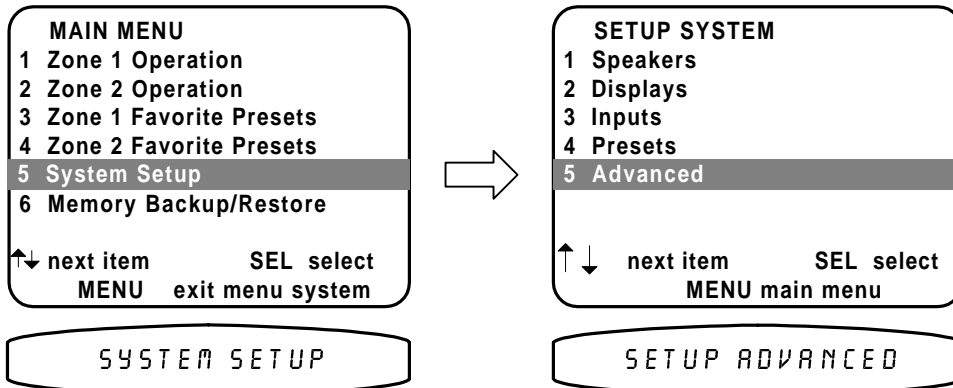 MAIN MENU
1 Zone 1 Operation
2 Zone 2 Operation
3 Zone 1 Favorite Presets
4 Zone 2 Favorite Presets
5 System Setup
6 Memory Backup/Restore
↑↓ next item SEL select
MENU exit menu system
SYSTEM SETUP
SETUP SYSTEM
1 Speakers
2 Displays
3 Inputs
4 Presets
5 Advanced
↑ ↓ next item SEL select
MENU main menu
SETUP ADVANCED